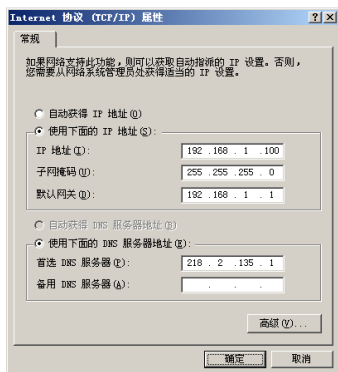 Internet 协议 (TCP/IP) 属性
常规
如果网络支持此功能，则可以获取自动指派的 IP 设置。否则，
您需要从网络系统管理员处获得适当的 IP 设置。
自动获得 IP 地址(O)
使用下面的 IP 地址(S):
IP 地址(I): 192 .168 . 1 .100
子网掩码(U): 255 .255 .255 . 0
默认网关(D): 192 .168 . 1 . 1
自动获得 DNS 服务器地址(B)
使用下面的 DNS 服务器地址(E):
首选 DNS 服务器(P): 218 . 2 .135 . 1
备用 DNS 服务器(A): . . .
高级(V)...
确定 取消